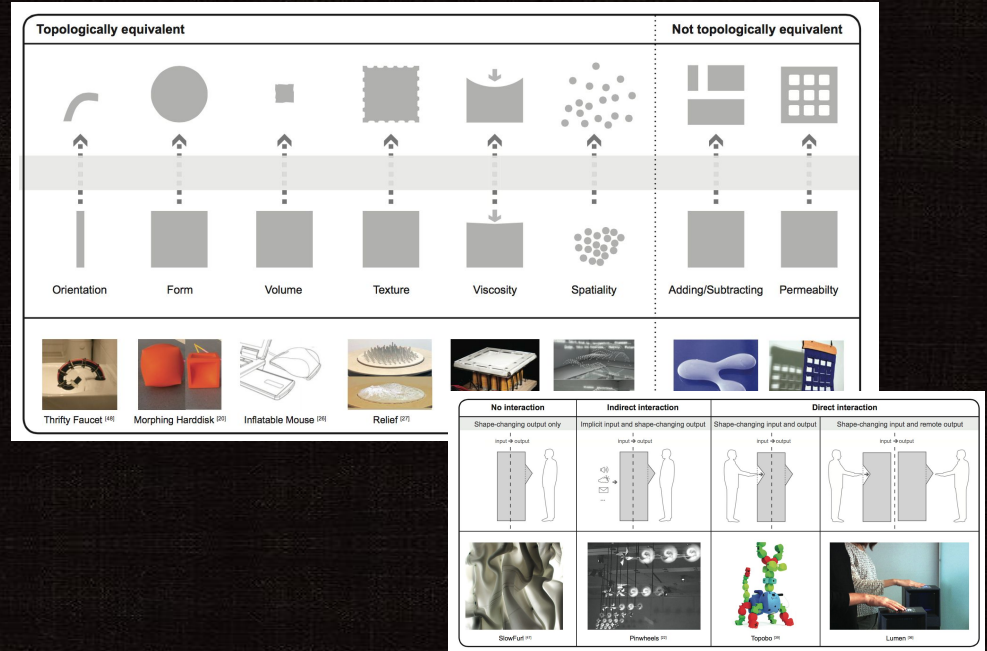 Topologically equivalent
Not topologically equivalent
Orientation
Form
Volume
Texture
Viscosity
Spatiality
Adding/Subtracting
Permeabilty
Thrifty Faucet [48]
Morphing Harddisk [20]
Inflatable Mouse [26]
Relief [27]
No interaction
Indirect interaction
Direct interaction
Shape-changing output only
Implicit input and shape-changing output
Shape-changing input and output
Shape-changing input and remote output
input → output
input → output
input → output
input → output
...
SlowFurl
Pinwheels
Topobo
Lumen